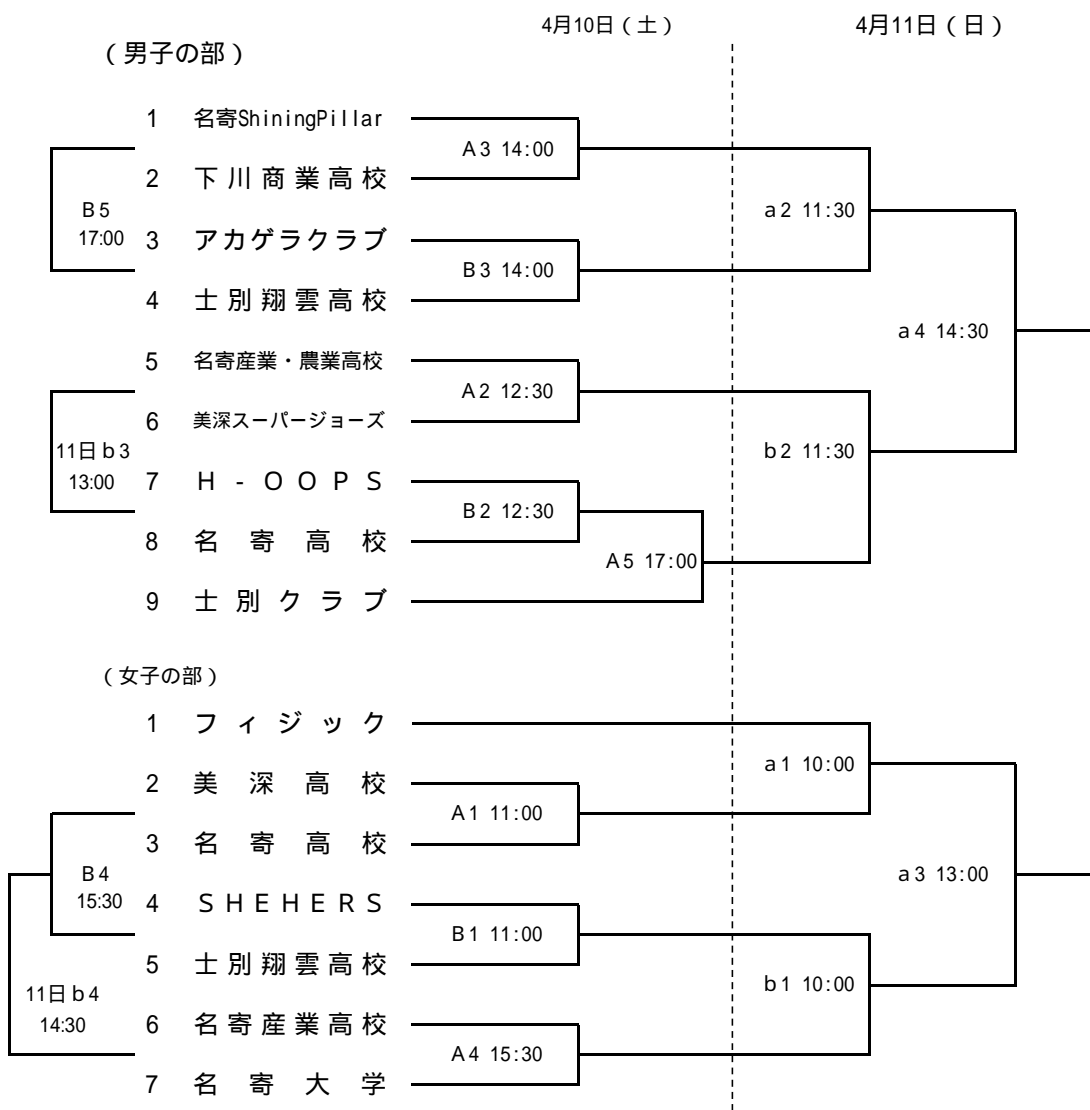 4月10日（土） 4月11日（日）
（男子の部）
1 名寄ShiningPillar
A3 14:00
2 下川商業高校
B5
17:00
a2 11:30
3 アカゲラクラブ
B3 14:00
4 士別翔雲高校
a4 14:30
5 名寄産業・農業高校
A2 12:30
6 美深スーパージョーズ
11日b3
13:00
b2 11:30
7 H-OOPS
B2 12:30
8 名寄高校
A5 17:00
9 士別クラブ
（女子の部）
1 フィジック
a1 10:00
2 美深高校
A1 11:00
3 名寄高校
B4
15:30
a3 13:00
4 SHEHERS
B1 11:00
5 士別翔雲高校
11日b4
14:30
b1 10:00
6 名寄産業高校
A4 15:30
7 名寄大学